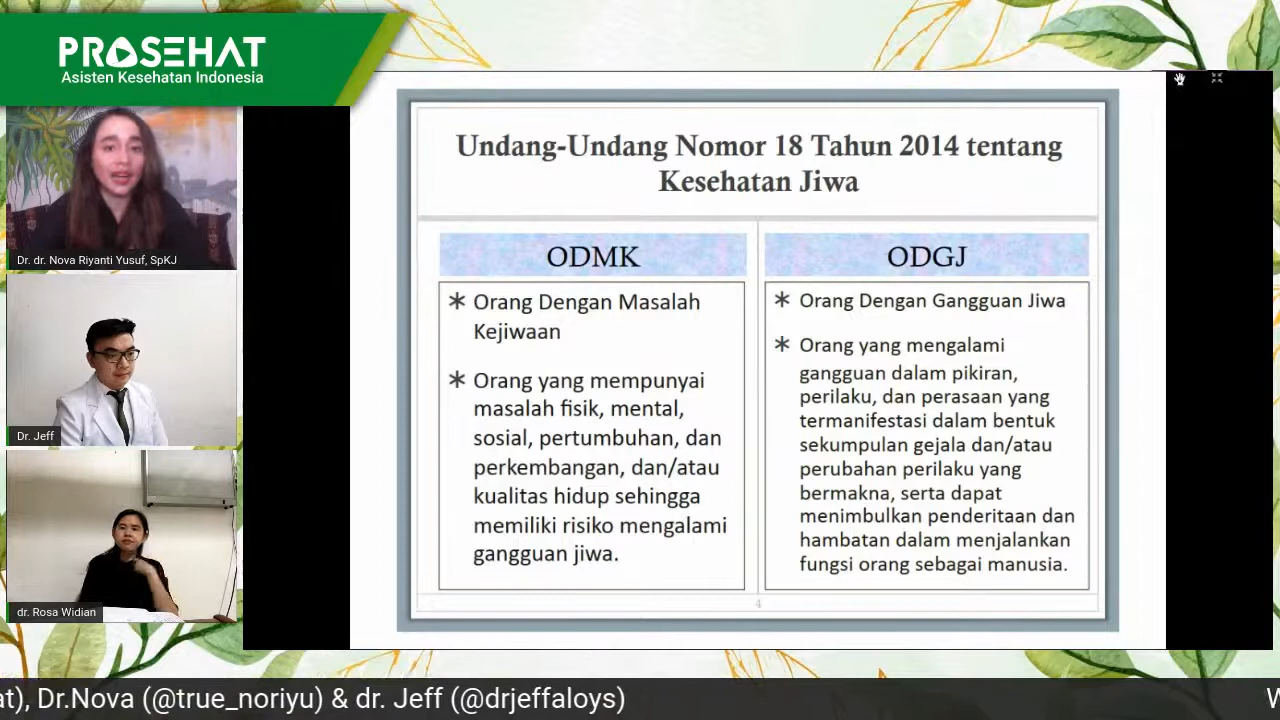 PROSEHAT
Asisten Kesehatan Indonesia
Dr. dr. Nova Riyanti Yusuf, SpKJ
Dr. Jeff
dr. Rosa Widian
Undang-Undang Nomor 18 Tahun 2014 tentang
Kesehatan Jiwa
ODMK
* Orang Dengan Masalah
Kejiwaan
* Orang yang mempunyai
masalah fisik, mental,
sosial, pertumbuhan, dan
perkembangan, dan/atau
kualitas hidup sehingga
memiliki risiko mengalami
gangguan jiwa.
ODGJ
* Orang Dengan Gangguan Jiwa
* Orang yang mengalami
gangguan dalam pikiran,
perilaku, dan perasaan yang
termanifestasi dalam bentuk
sekumpulan gejala dan/atau
perubahan perilaku yang
bermakna, serta dapat
menimbulkan penderitaan dan
hambatan dalam menjalankan
fungsi orang sebagai manusia.
4
at), Dr.Nova (@true_noriyu) & dr. Jeff (@drjeffaloys) W